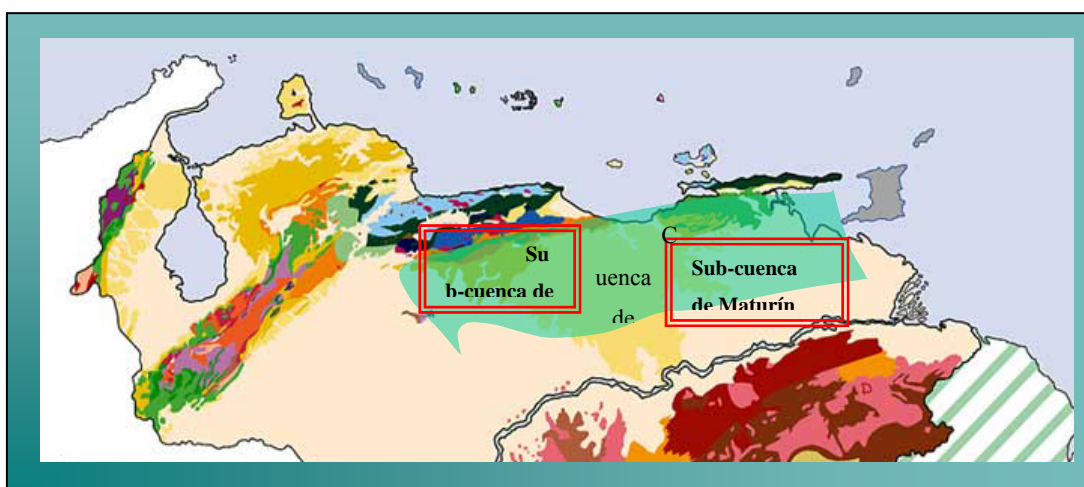 Su
b-cuenca de
C
uenca
de
Sub-cuenca
de Maturín
D